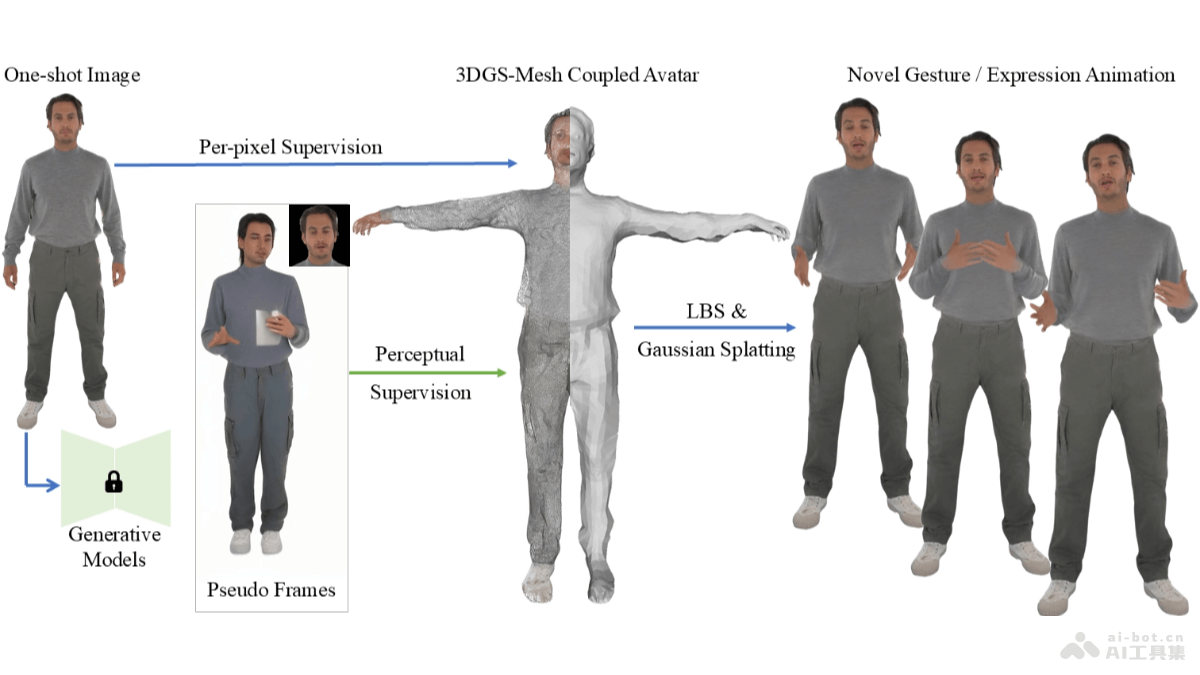 One-shot Image
3DGS-Mesh Coupled Avatar
Novel Gesture / Expression Animation
Per-pixel Supervision
LBS &
Gaussian Splatting
Perceptual
Supervision
Generative
Models
Pseudo Frames
ai-bot.cn
AI工具集